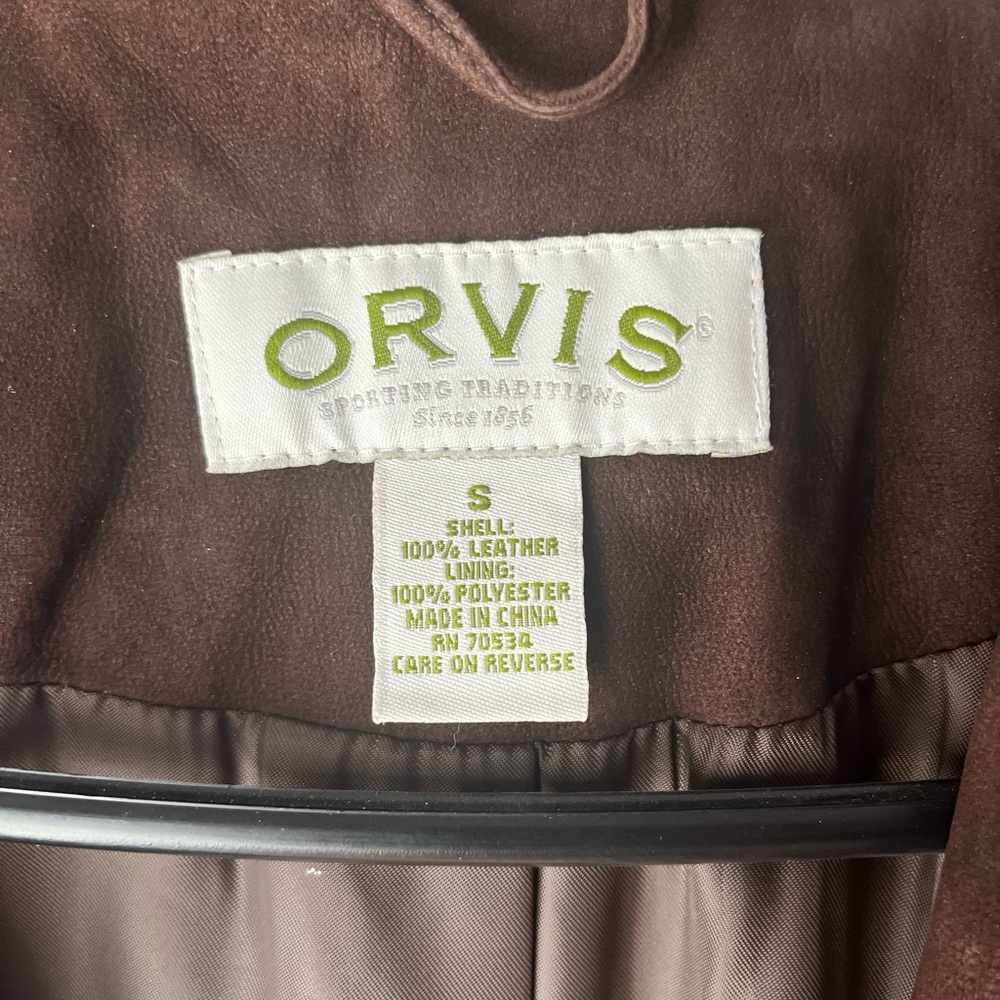 ORVIS
SPORTING TRADITIONS
Since 1856
S
SHELL:
100% LEATHER
LINING:
100% POLYESTER
MADE IN CHINA
RN 70534
CARE ON REVERSE